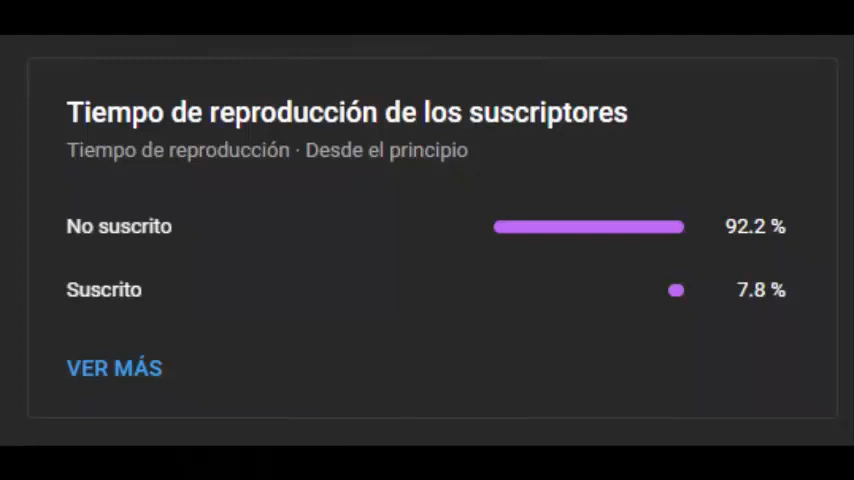 Tiempo de reproducción de los suscriptores
Tiempo de reproducción · Desde el principio
No suscrito 92.2 %
Suscrito 7.8 %
VER MÁS